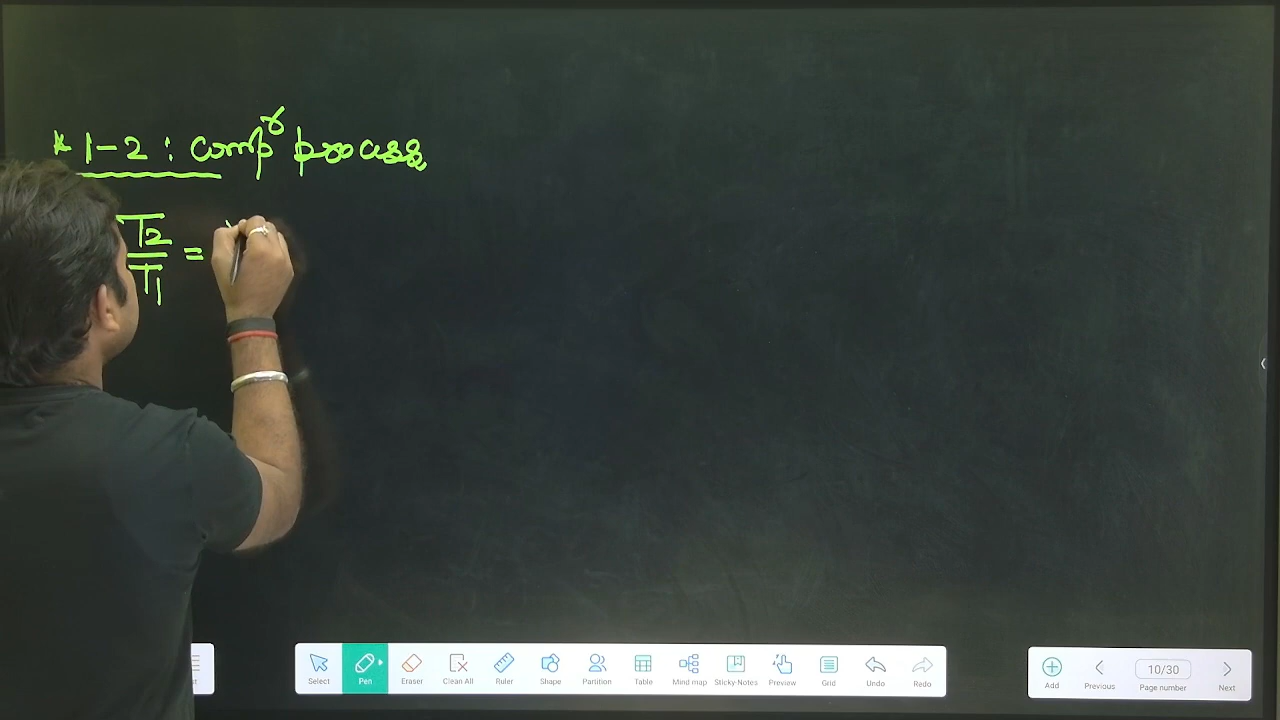 * 1-2 : compʳ process
T2
T1 =
Select Pen Eraser Clean All Ruler Shape Partition Table Mind map Sticky-Notes Preview Grid Undo Redo
Add Previous 10/30 Page number Next